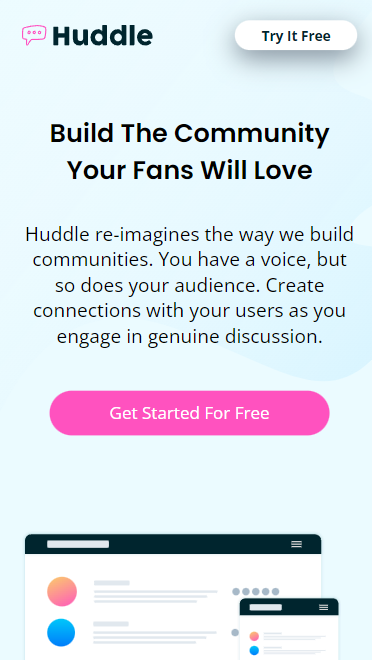 Huddle
Try It Free
Build The Community
Your Fans Will Love
Huddle re-imagines the way we build
communities. You have a voice, but
so does your audience. Create
connections with your users as you
engage in genuine discussion.
Get Started For Free